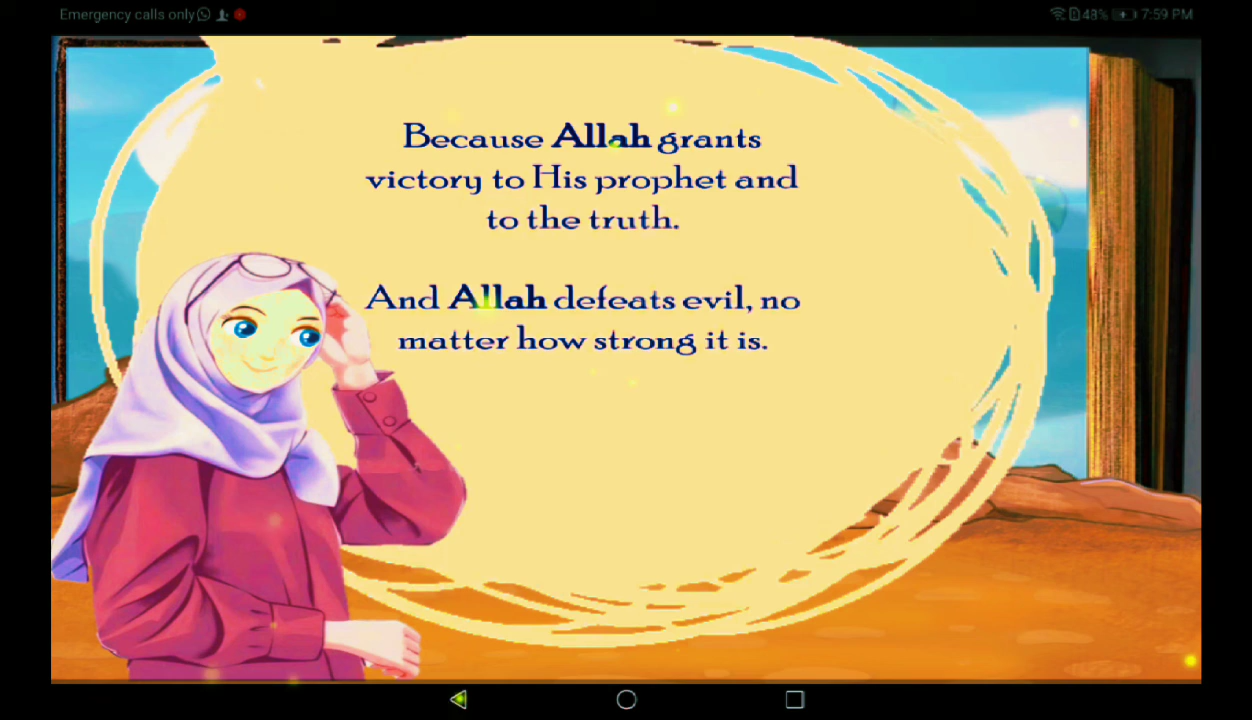 Emergency calls only
48% 7:59 PM
Because Allah grants
victory to His prophet and
to the truth.
And Allah defeats evil, no
matter how strong it is.